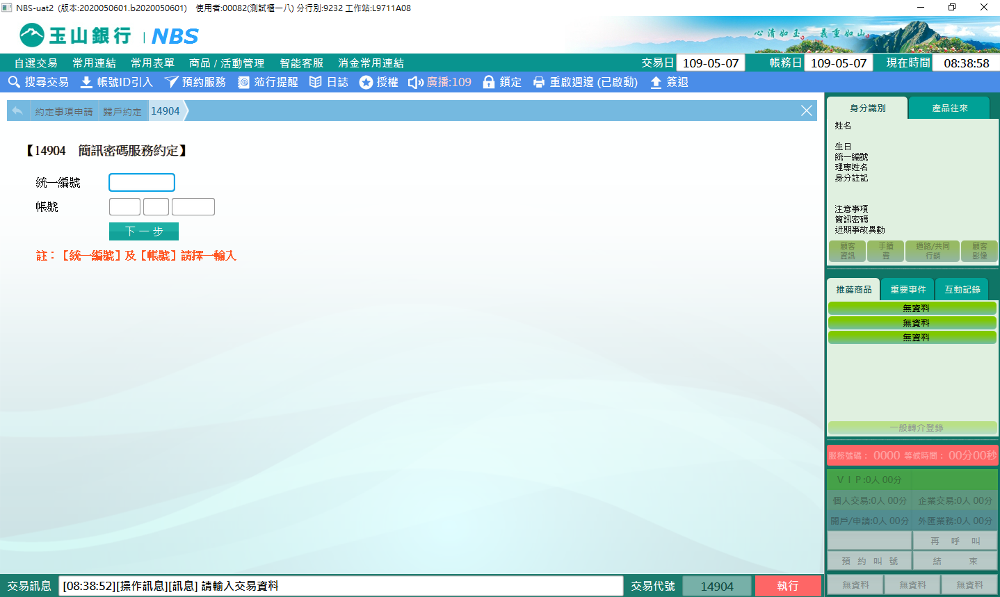 NBS-uat2 (版本:2020050601.b2020050601) 使用者:00082(測試櫃一八) 分行別:9232 工作站:L9711A08
玉山銀行 | NBS
心清如玉。義重如山。
自選交易 常用連結 常用表單 商品 / 活動管理 智能客服 消金常用連結 交易日 109-05-07 帳務日 109-05-07 現在時間 08:38:58
搜尋交易 帳號ID引入 預約服務 蒞行提醒 日誌 授權 廣播:109 鎖定 重啟週邊 (已啟動) 簽退
約定事項申請 歸戶約定 14904
【14904 簡訊密碼服務約定】
統一編號
帳號
下一步
註：［統一編號］及［帳號］請擇一輸入
身分識別 產品往來
姓名
生日
統一編號
理專姓名
身分註記
注意事項
簡訊密碼
近期事故異動
顧客資訊 手續費 通路/共同行銷 顧客影像
推薦商品 重要事件 互動記錄
無資料
無資料
無資料
一般轉介登錄
服務號碼： 0000 等候時間： 00分00秒
ＶＩＰ:0人 00分
個人交易:0人 00分 企業交易:0人 00分
開戶/申請:0人 00分 外匯業務:0人 00分
再 呼 叫
預 約 叫 號 結 束
無資料 無資料 無資料
交易訊息 [08:38:52][操作訊息][訊息] 請輸入交易資料 交易代號 14904 執行